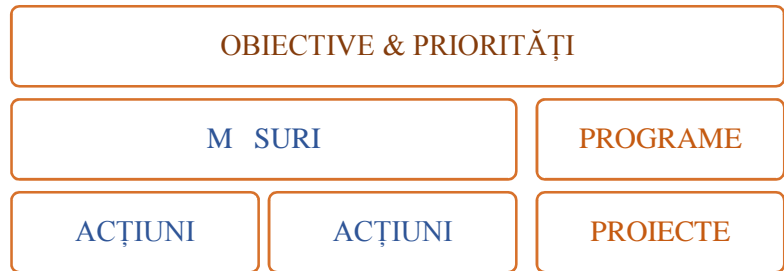 OBIECTIVE & PRIORITĂȚI
M SURI PROGRAME
ACȚIUNI ACȚIUNI PROIECTE